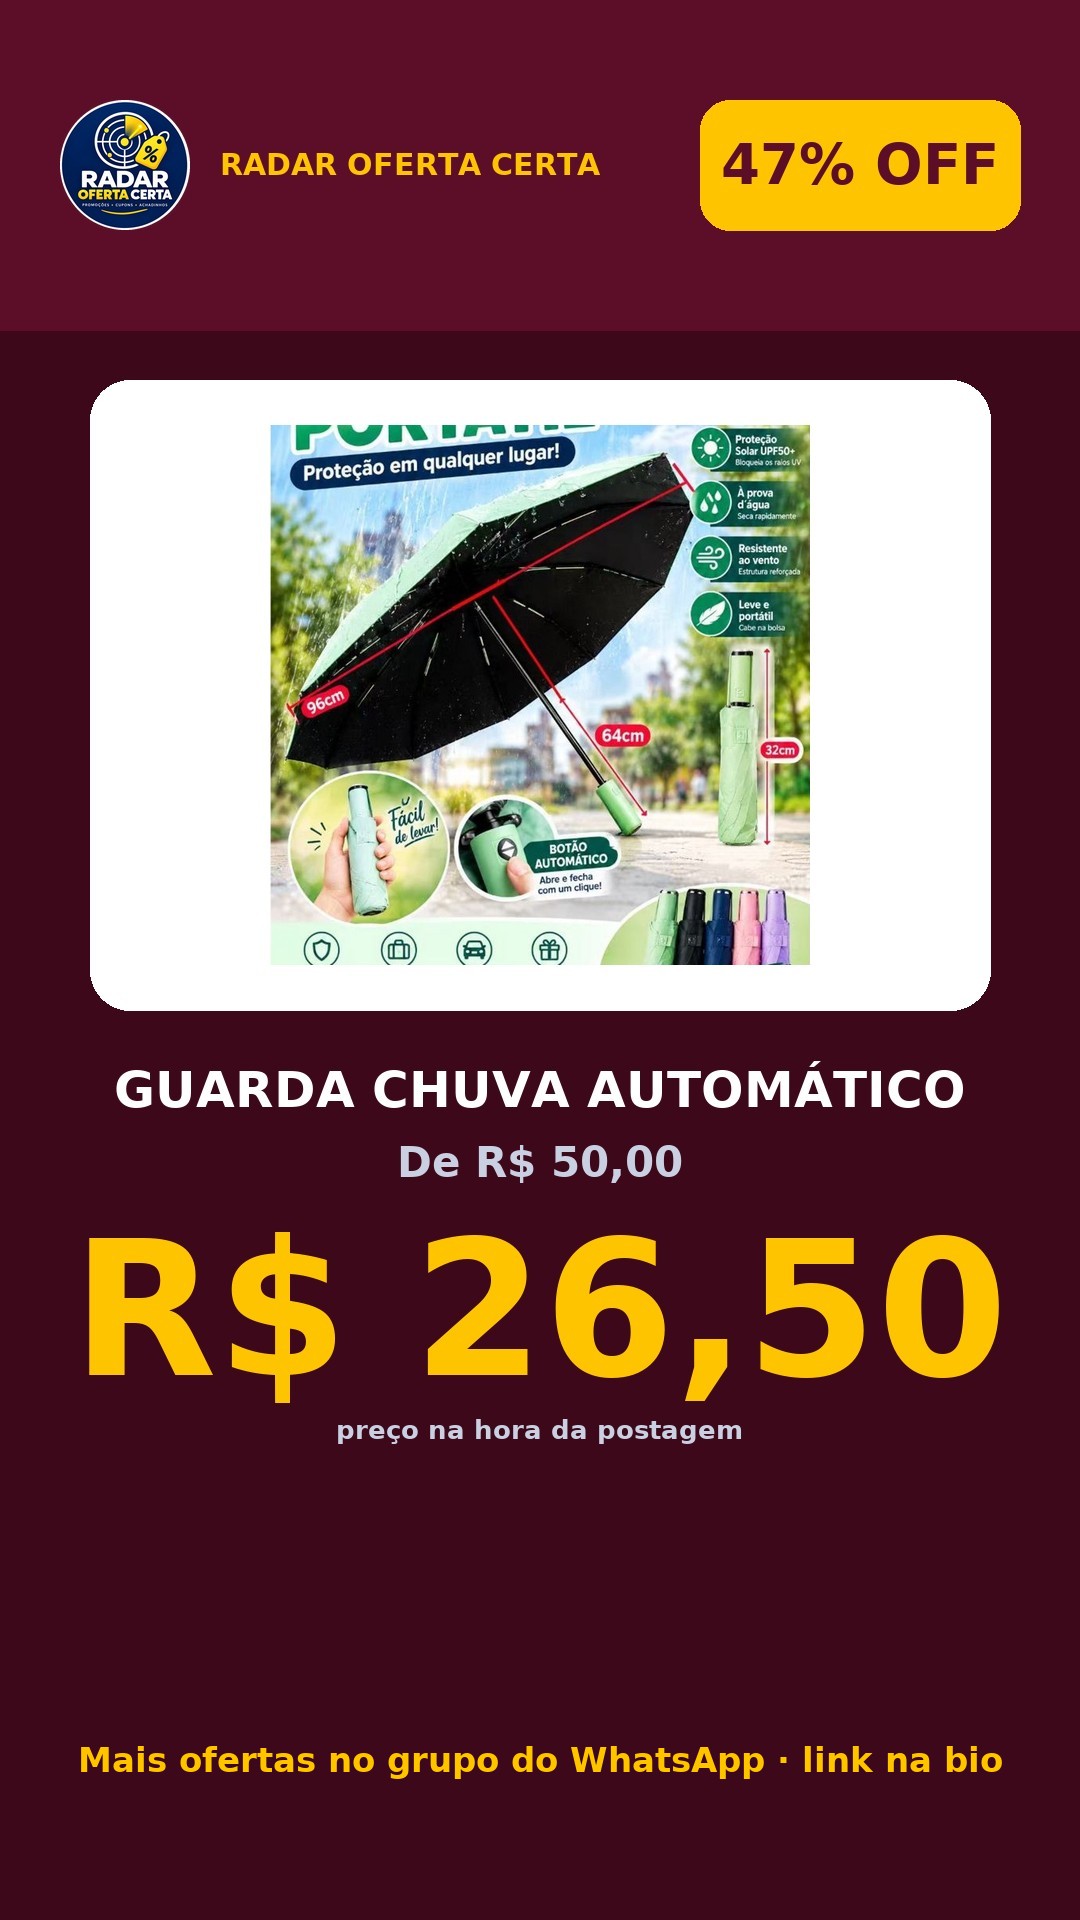 RADAR
OFERTA CERTA
PROMOÇÕES • CUPONS • ACHADINHOS
RADAR OFERTA CERTA
47% OFF
Proteção em qualquer lugar!
Proteção
Solar UPF50+
Bloqueia os raios UV
À prova
d'água
Seca rapidamente
Resistente
ao vento
Estrutura reforçada
Leve e
portátil
Cabe na bolsa
96cm
64cm
32cm
Fácil
de levar!
BOTÃO
AUTOMÁTICO
Abre e fecha
com um clique!
GUARDA CHUVA AUTOMÁTICO
De R$ 50,00
R$ 26,50
preço na hora da postagem
Mais ofertas no grupo do WhatsApp · link na bio